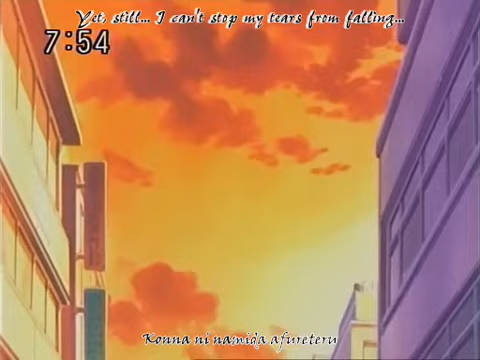 Yet, still... I can't stop my tears from falling...
7:54
Konna ni namida afureteru